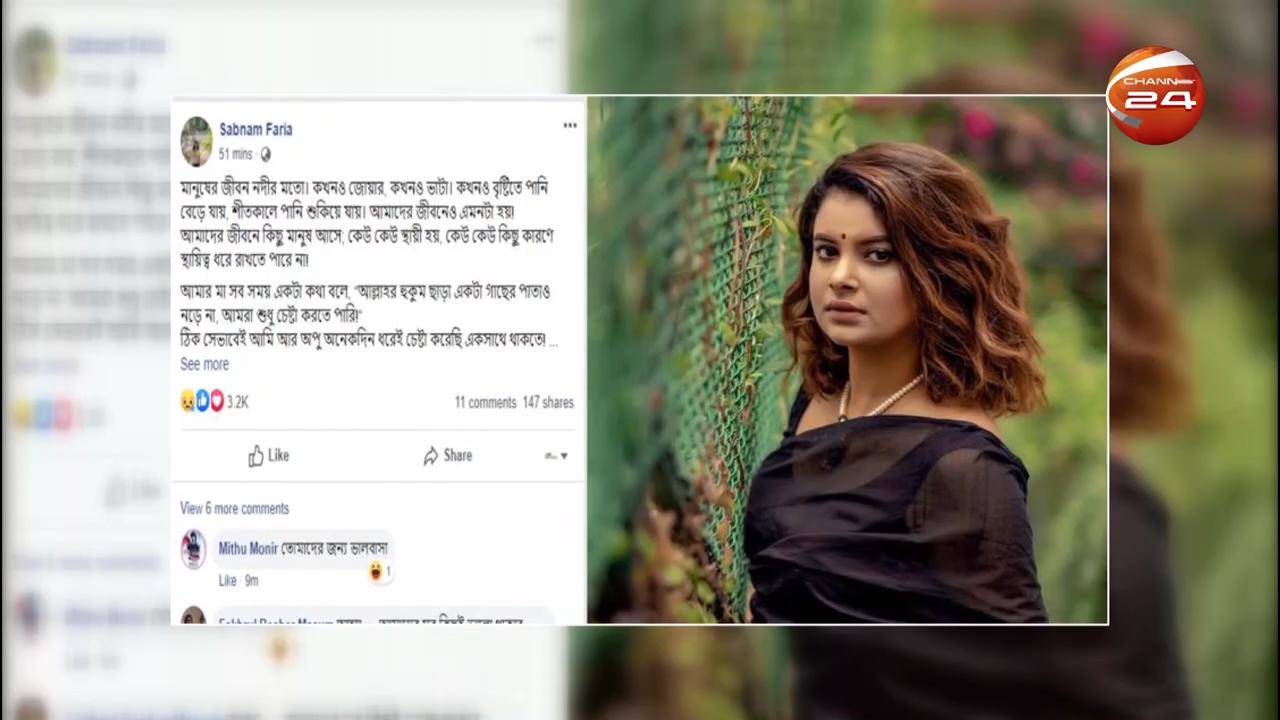 CHANN
24
Sabnam Faria
51 mins ·
মানুষের জীবন নদীর মতো। কখনও জোয়ার, কখনও ভাটা। কখনও বৃষ্টিতে পানি
বেড়ে যায়, শীতকালে পানি শুকিয়ে যায়। আমাদের জীবনেও এমনটা হয়!
আমাদের জীবনে কিছু মানুষ আসে; কেউ কেউ স্থায়ী হয়, কেউ কেউ কিছু কারণে
স্থায়িত্ব ধরে রাখতে পারে না!
আমার মা সব সময় একটা কথা বলে, "আল্লাহর হুকুম ছাড়া একটা গাছের পাতাও
নড়ে না, আমরা শুধু চেষ্টা করতে পারি!"
ঠিক সেভাবেই আমি আর অপু অনেকদিন ধরেই চেষ্টা করেছি একসাথে থাকতে! ...
See more
3.2K
11 comments 147 shares
Like
Share
View 6 more comments
Mithu Monir তোমাদের জন্য ভালবাসা
1
Like · 9m